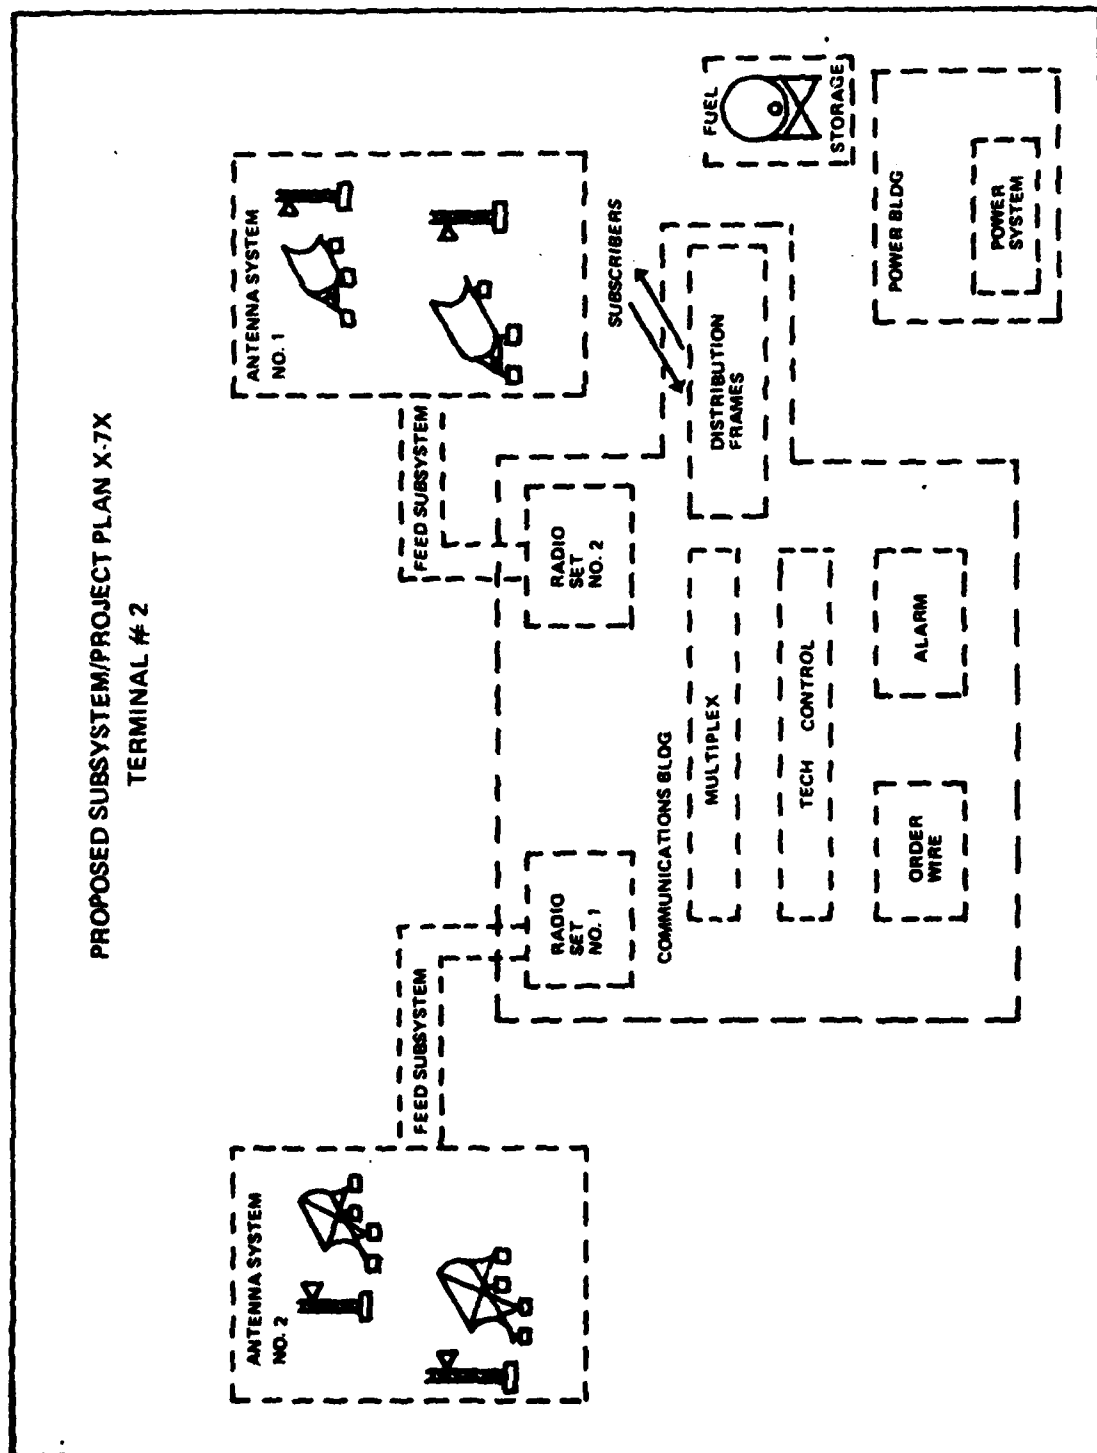 PROPOSED SUBSYSTEM/PROJECT PLAN X-7X
TERMINAL # 2
ANTENNA SYSTEM
NO. 2
ANTENNA SYSTEM
NO. 1
FEED SUBSYSTEM
FEED SUBSYSTEM
RADIO
SET
NO. 1
RADIO
SET
NO. 2
SUBSCRIBERS
COMMUNICATIONS BLDG
MULTIPLEX
DISTRIBUTION
FRAMES
TECH CONTROL
ORDER
WIRE
ALARM
FUEL
STORAGE
POWER BLDG
POWER
SYSTEM